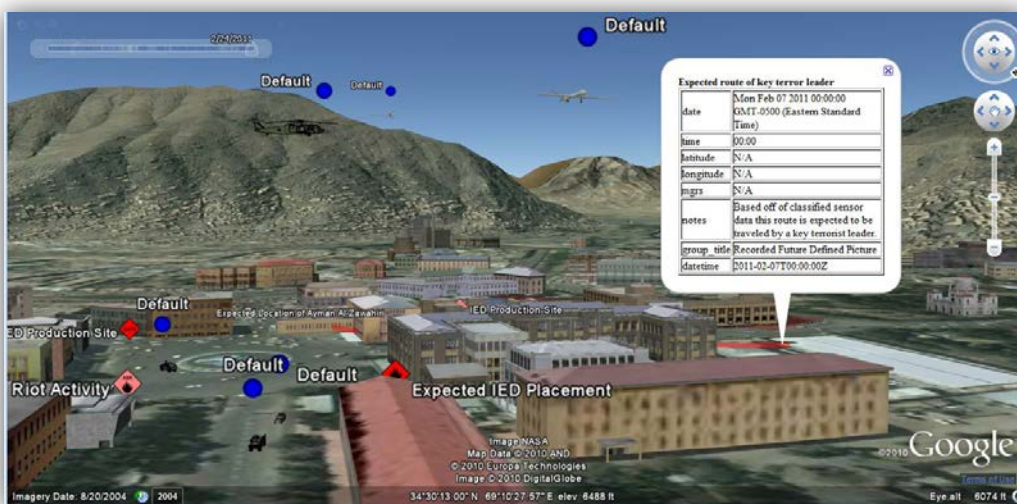 2/24/2011
Default
Default
Default
Expected route of key terror leader
date
Mon Feb 07 2011 00:00:00
GMT-0500 (Eastern Standard
Time)
time
00:00
latitude
N/A
longitude
N/A
mgrs
N/A
notes
Based off of classified sensor
data this route is expected to be
traveled by a key terrorist leader.
group_title
Recorded Future Defined Picture
datetime
2011-02-07T00:00:00Z
Default
Expected Location of Ayman Al-Zawahiri
IED Production Site
ED Production Site
Riot Activity
Default
Default
Expected IED Placement
Image NASA
Map Data © 2010 AND
© 2010 Europa Technologies
Image © 2010 DigitalGlobe
©2010 Google
Terms of Use
Imagery Date: 8/20/2004
2004
34°30'13.00" N 69°10'27.57" E elev 6488 ft
Eye alt 6074 ft